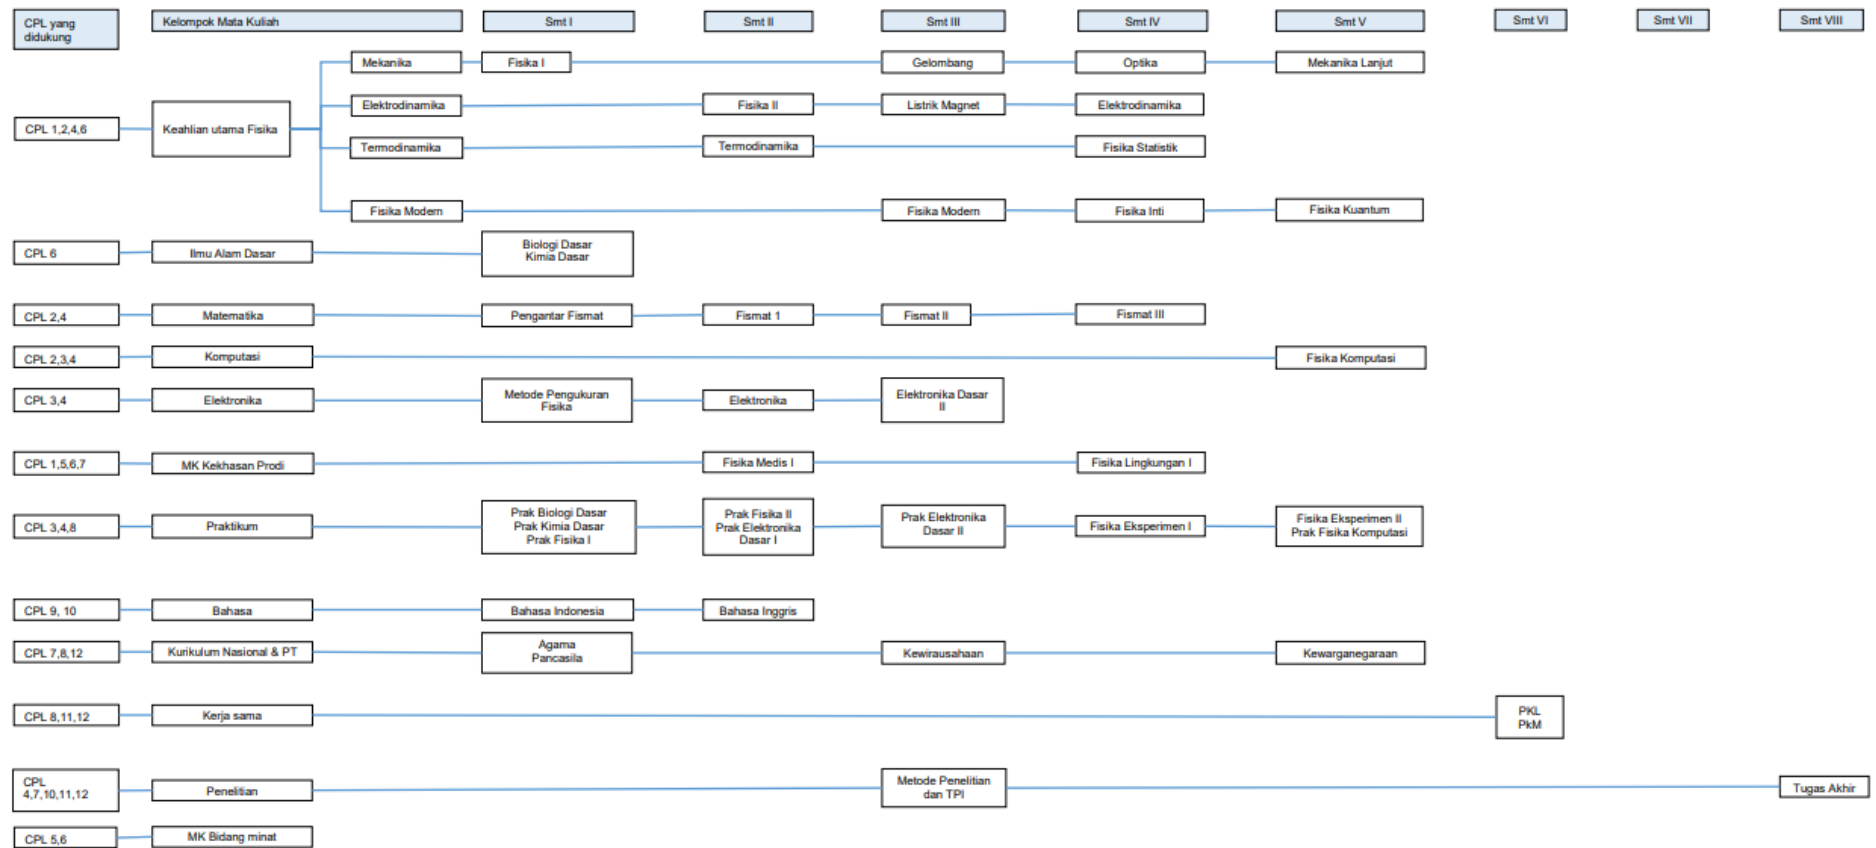 CPL yang
didukung
Kelompok Mata Kuliah
Smt I
Smt II
Smt III
Smt IV
Smt V
Smt VI
Smt VII
Smt VIII
Mekanika
Fisika I
Gelombang
Optika
Mekanika Lanjut
CPL 1,2,4,6
Keahlian utama Fisika
Elektrodinamika
Fisika II
Listrik Magnet
Elektrodinamika
Termodinamika
Termodinamika
Fisika Statistik
Fisika Modern
Fisika Modern
Fisika Inti
Fisika Kuantum
CPL 6
Ilmu Alam Dasar
Biologi Dasar
Kimia Dasar
CPL 2,4
Matematika
Pengantar Fismat
Fismat 1
Fismat II
Fismat III
CPL 2,3,4
Komputasi
Fisika Komputasi
CPL 3,4
Elektronika
Metode Pengukuran
Fisika
Elektronika
Elektronika Dasar
II
CPL 1,5,6,7
MK Kekhasan Prodi
Fisika Medis I
Fisika Lingkungan I
CPL 3,4,8
Praktikum
Prak Biologi Dasar
Prak Kimia Dasar
Prak Fisika I
Prak Fisika II
Prak Elektronika
Dasar I
Prak Elektronika
Dasar II
Fisika Eksperimen I
Fisika Eksperimen II
Prak Fisika Komputasi
CPL 9, 10
Bahasa
Bahasa Indonesia
Bahasa Inggris
CPL 7,8,12
Kurikulum Nasional & PT
Agama
Pancasila
Kewirausahaan
Kewarganegaraan
CPL 8,11,12
Kerja sama
PKL
PkM
CPL
4,7,10,11,12
Penelitian
Metode Penelitian
dan TPI
Tugas Akhir
CPL 5,6
MK Bidang minat